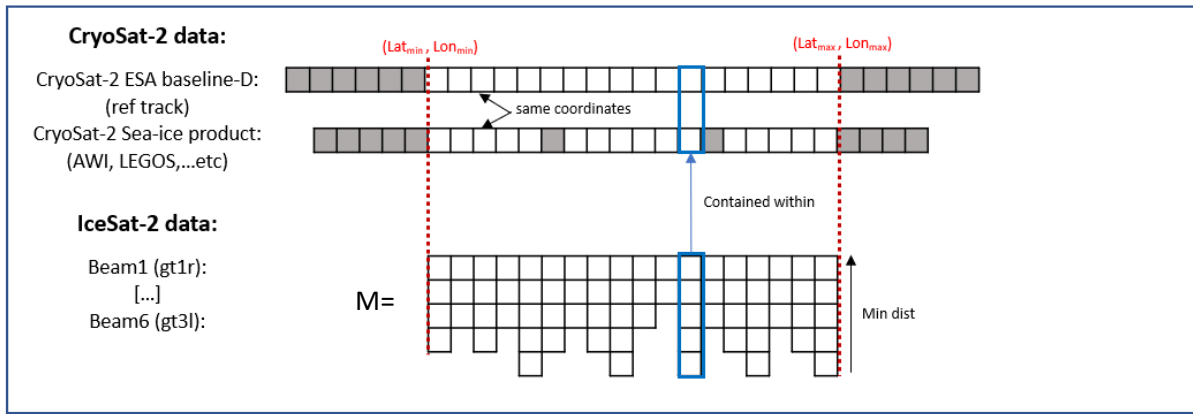 CryoSat-2 data:
(Latmin , Lonmin)
(Latmax , Lonmax)
CryoSat-2 ESA baseline-D:
(ref track)
same coordinates
CryoSat-2 Sea-ice product:
(AWI, LEGOS,...etc)
Contained within
IceSat-2 data:
Beam1 (gt1r):
[...]
M=
Beam6 (gt3l):
Min dist